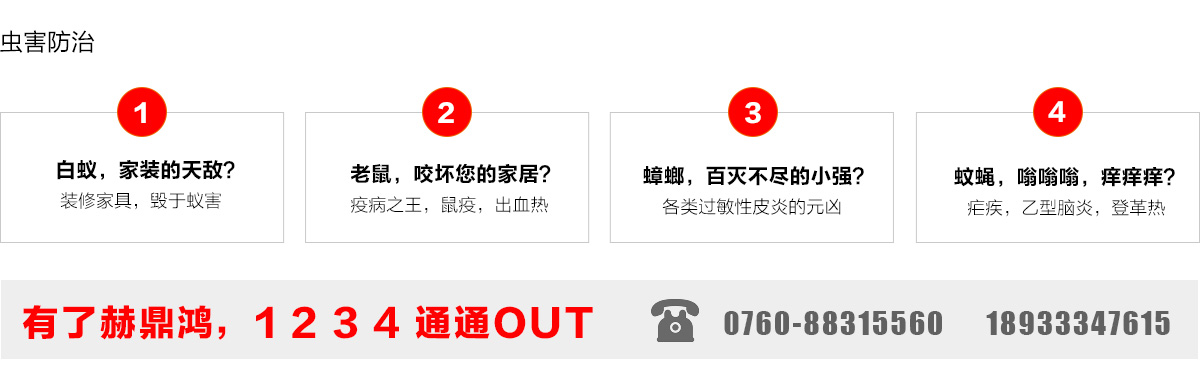 虫害防治
1
白蚁，家装的天敌？
装修家具，毁于蚁害
2
老鼠，咬坏您的家居？
疫病之王，鼠疫，出血热
3
蟑螂，百灭不尽的小强？
各类过敏性皮炎的元凶
4
蚊蝇，嗡嗡嗡，痒痒痒？
疟疾，乙型脑炎，登革热
有了赫鼎鸿，1 2 3 4 通通OUT
0760-88315560 18933347615